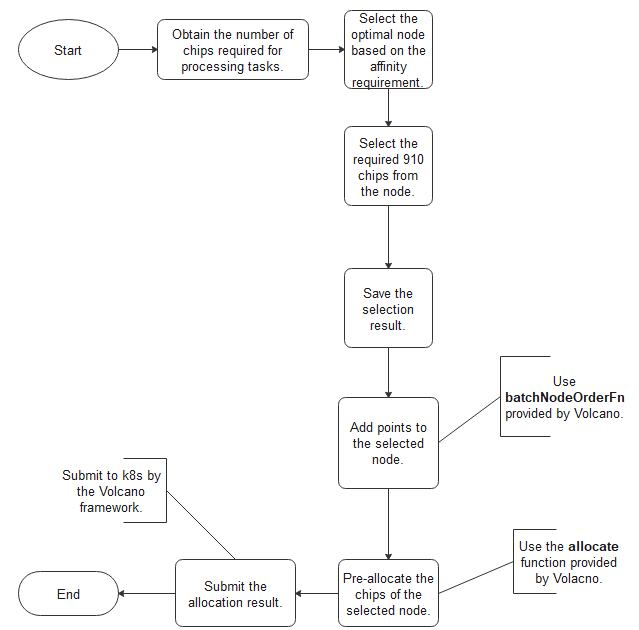 Start
Obtain the number of
chips required for
processing tasks.
Select the
optimal node
based on the
affinity
requirement.
Select the
required 910
chips from
the node.
Save the
selection
result.
Add points to
the selected
node.
Use
batchNodeOrderFn
provided by Volcano.
Submit to k8s by
the Volcano
framework.
Use the allocate
function provided
by Volacno.
Pre-allocate the
chips of the
selected node.
Submit the
allocation result.
End